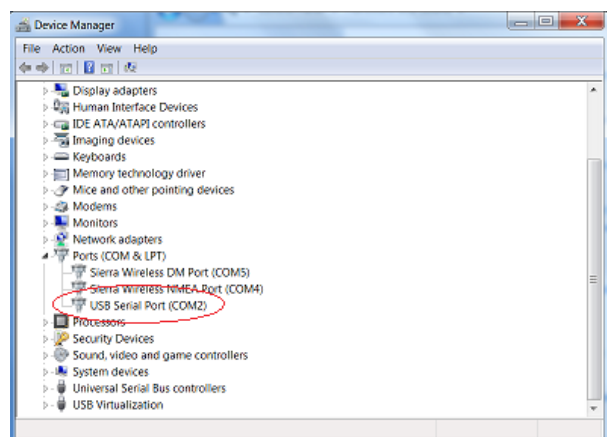 Device Manager
File Action View Help
Display adapters
Human Interface Devices
IDE ATA/ATAPI controllers
Imaging devices
Keyboards
Memory technology driver
Mice and other pointing devices
Modems
Monitors
Network adapters
Ports (COM & LPT)
Sierra Wireless DM Port (COM5)
Sierra Wireless NMEA Port (COM4)
USB Serial Port (COM2)
Processors
Security Devices
Sound, video and game controllers
System devices
Universal Serial Bus controllers
USB Virtualization